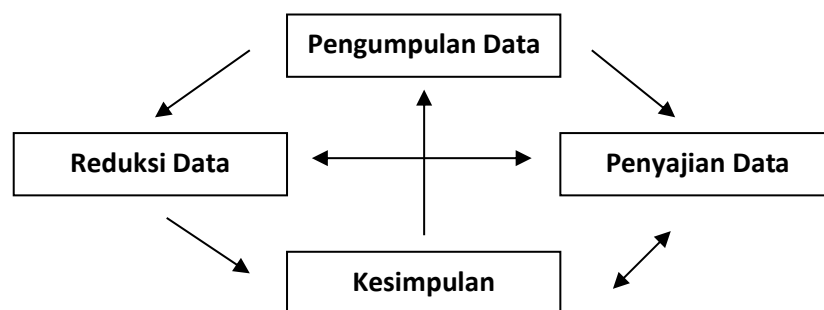 Pengumpulan Data
Reduksi Data
Penyajian Data
Kesimpulan